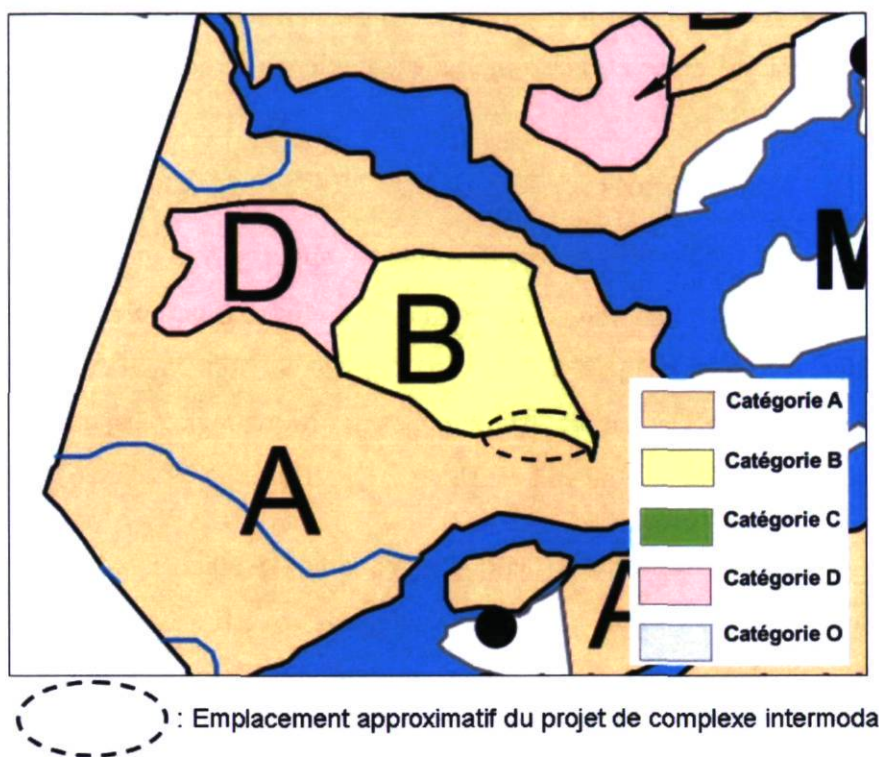 D
B
A
Catégorie A
Catégorie B
Catégorie C
Catégorie D
Catégorie O
: Emplacement approximatif du projet de complexe intermoda